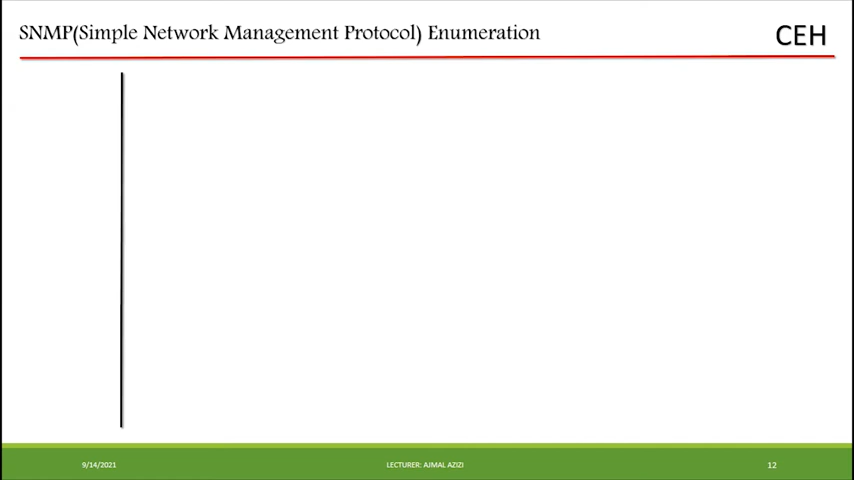 SNMP(Simple Network Management Protocol) Enumeration
CEH
9/14/2021
LECTURER: AJMAL AZIZI
12